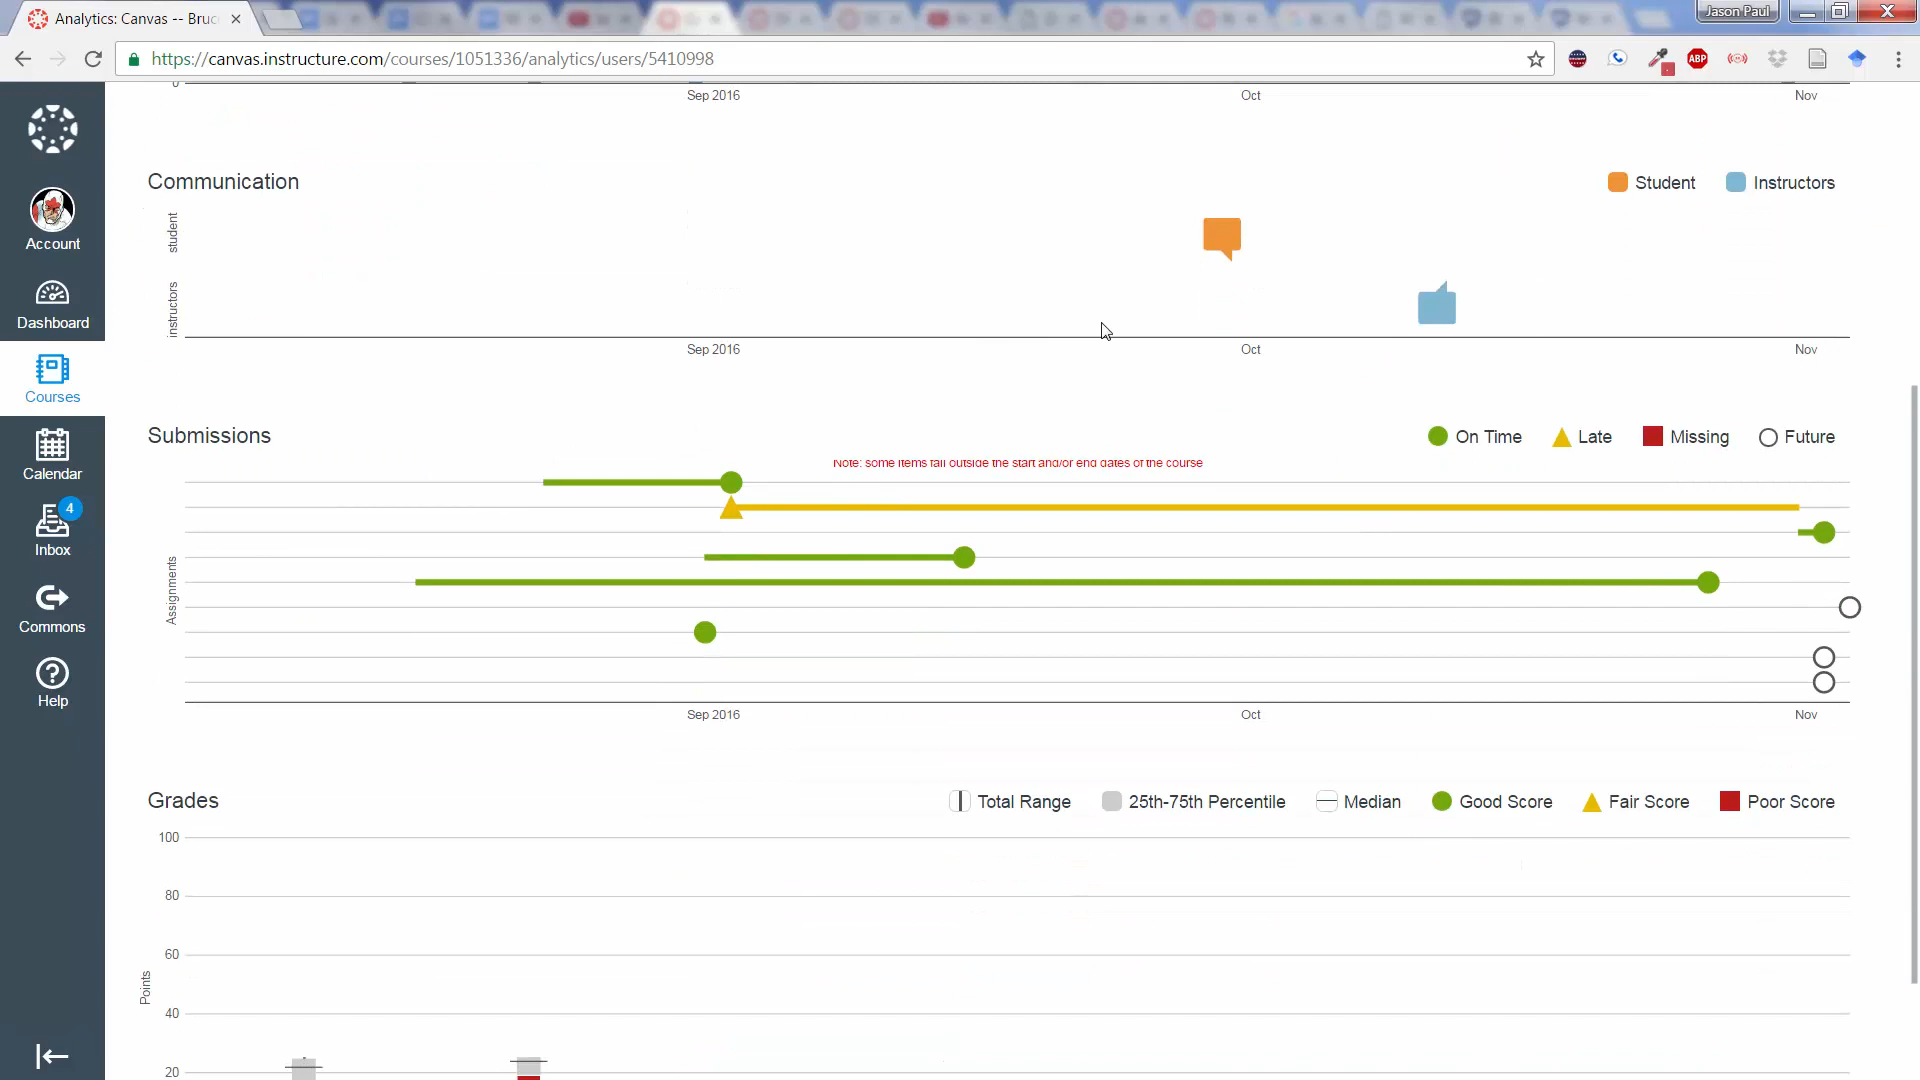 Analytics: Canvas -- Bruc
Jason Paul
https://canvas.instructure.com/courses/1051336/analytics/users/5410998
ABP
0
Sep 2016 Oct Nov
Account
Dashboard
Courses
Calendar
4
Inbox
Commons
Help
Communication
Student Instructors
student
instructors
Sep 2016 Oct Nov
Submissions
On Time Late Missing Future
Note: some items fall outside the start and/or end dates of the course
Assignments
Sep 2016 Oct Nov
Grades
Total Range 25th-75th Percentile Median Good Score Fair Score Poor Score
100
80
60
Points
40
20